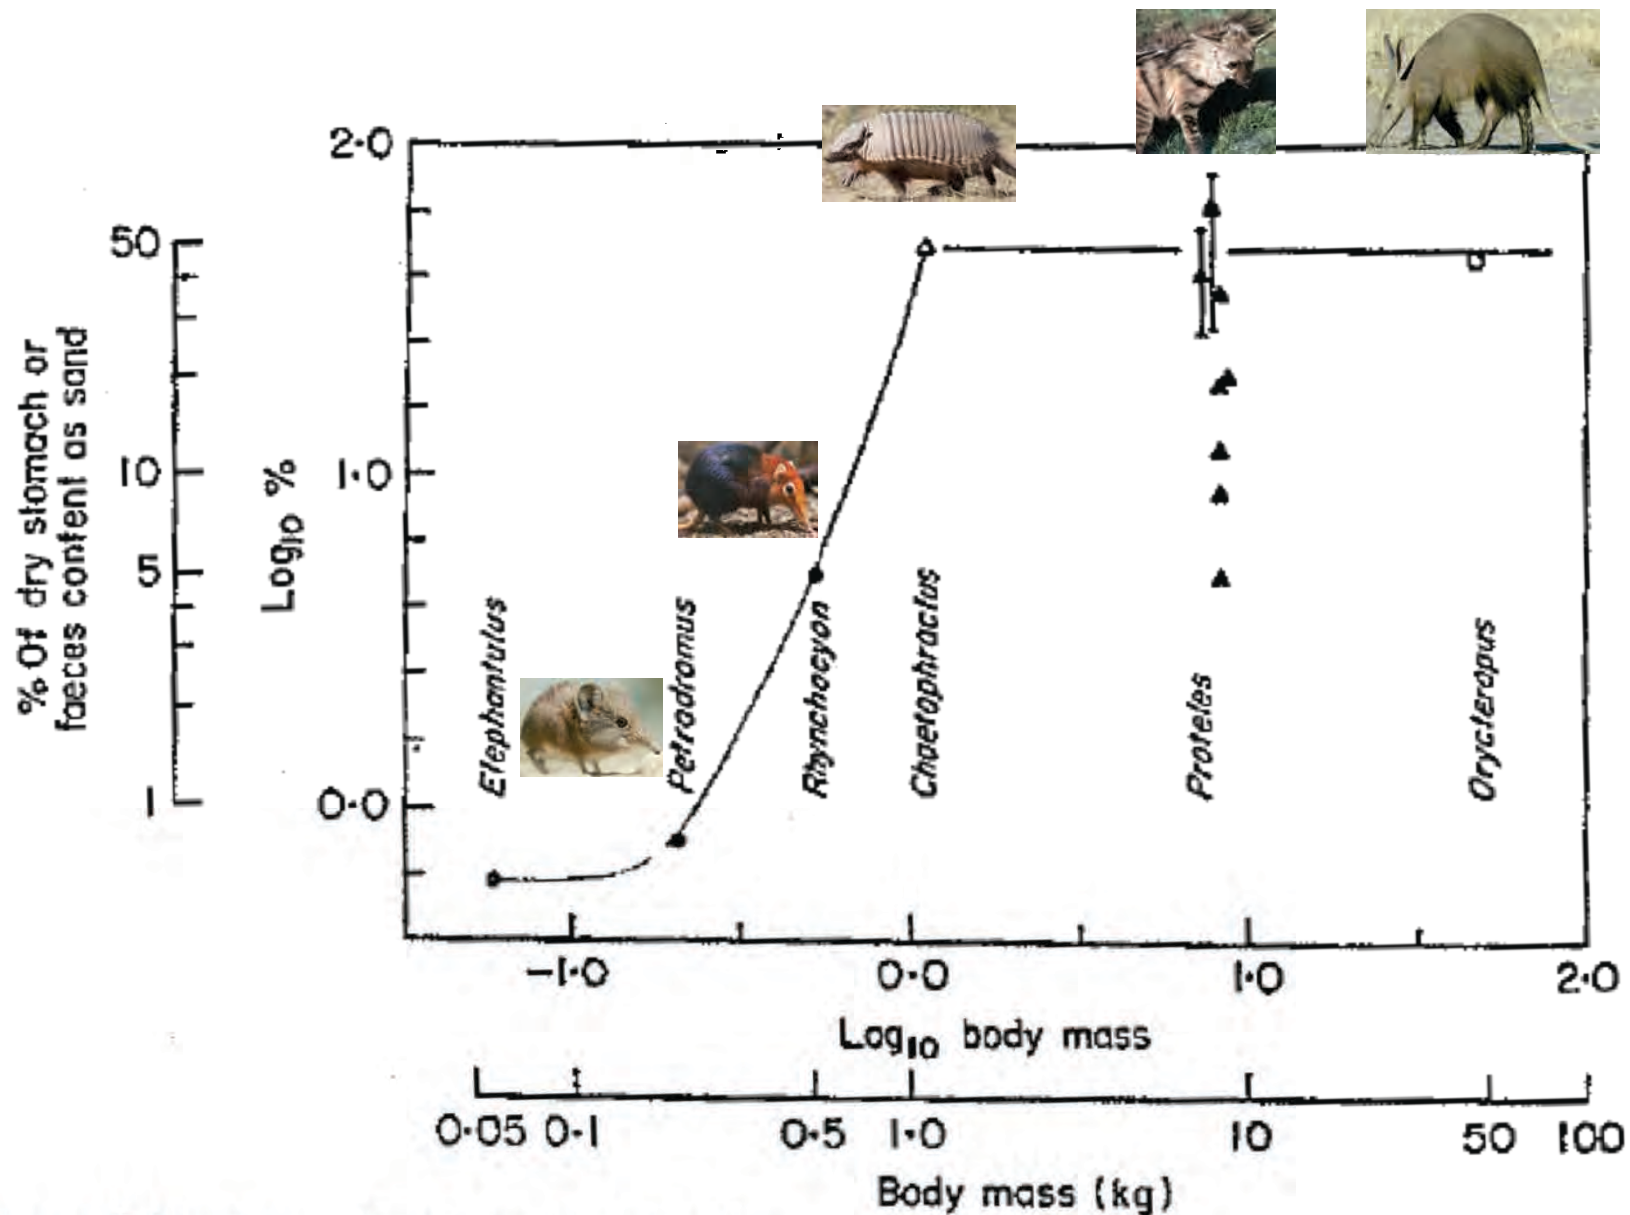 2·0
50
% Of dry stomach or
faeces content as sand
10
5
1
Log10 %
1·0
0·0
Elephantulus
Petrodromus
Rhynchocyon
Chaetophractus
Proteles
Orycteropus
-1·0 0·0 1·0 2·0
Log10 body mass
0·05 0·1 0·5 1·0 10 50 100
Body mass (kg)